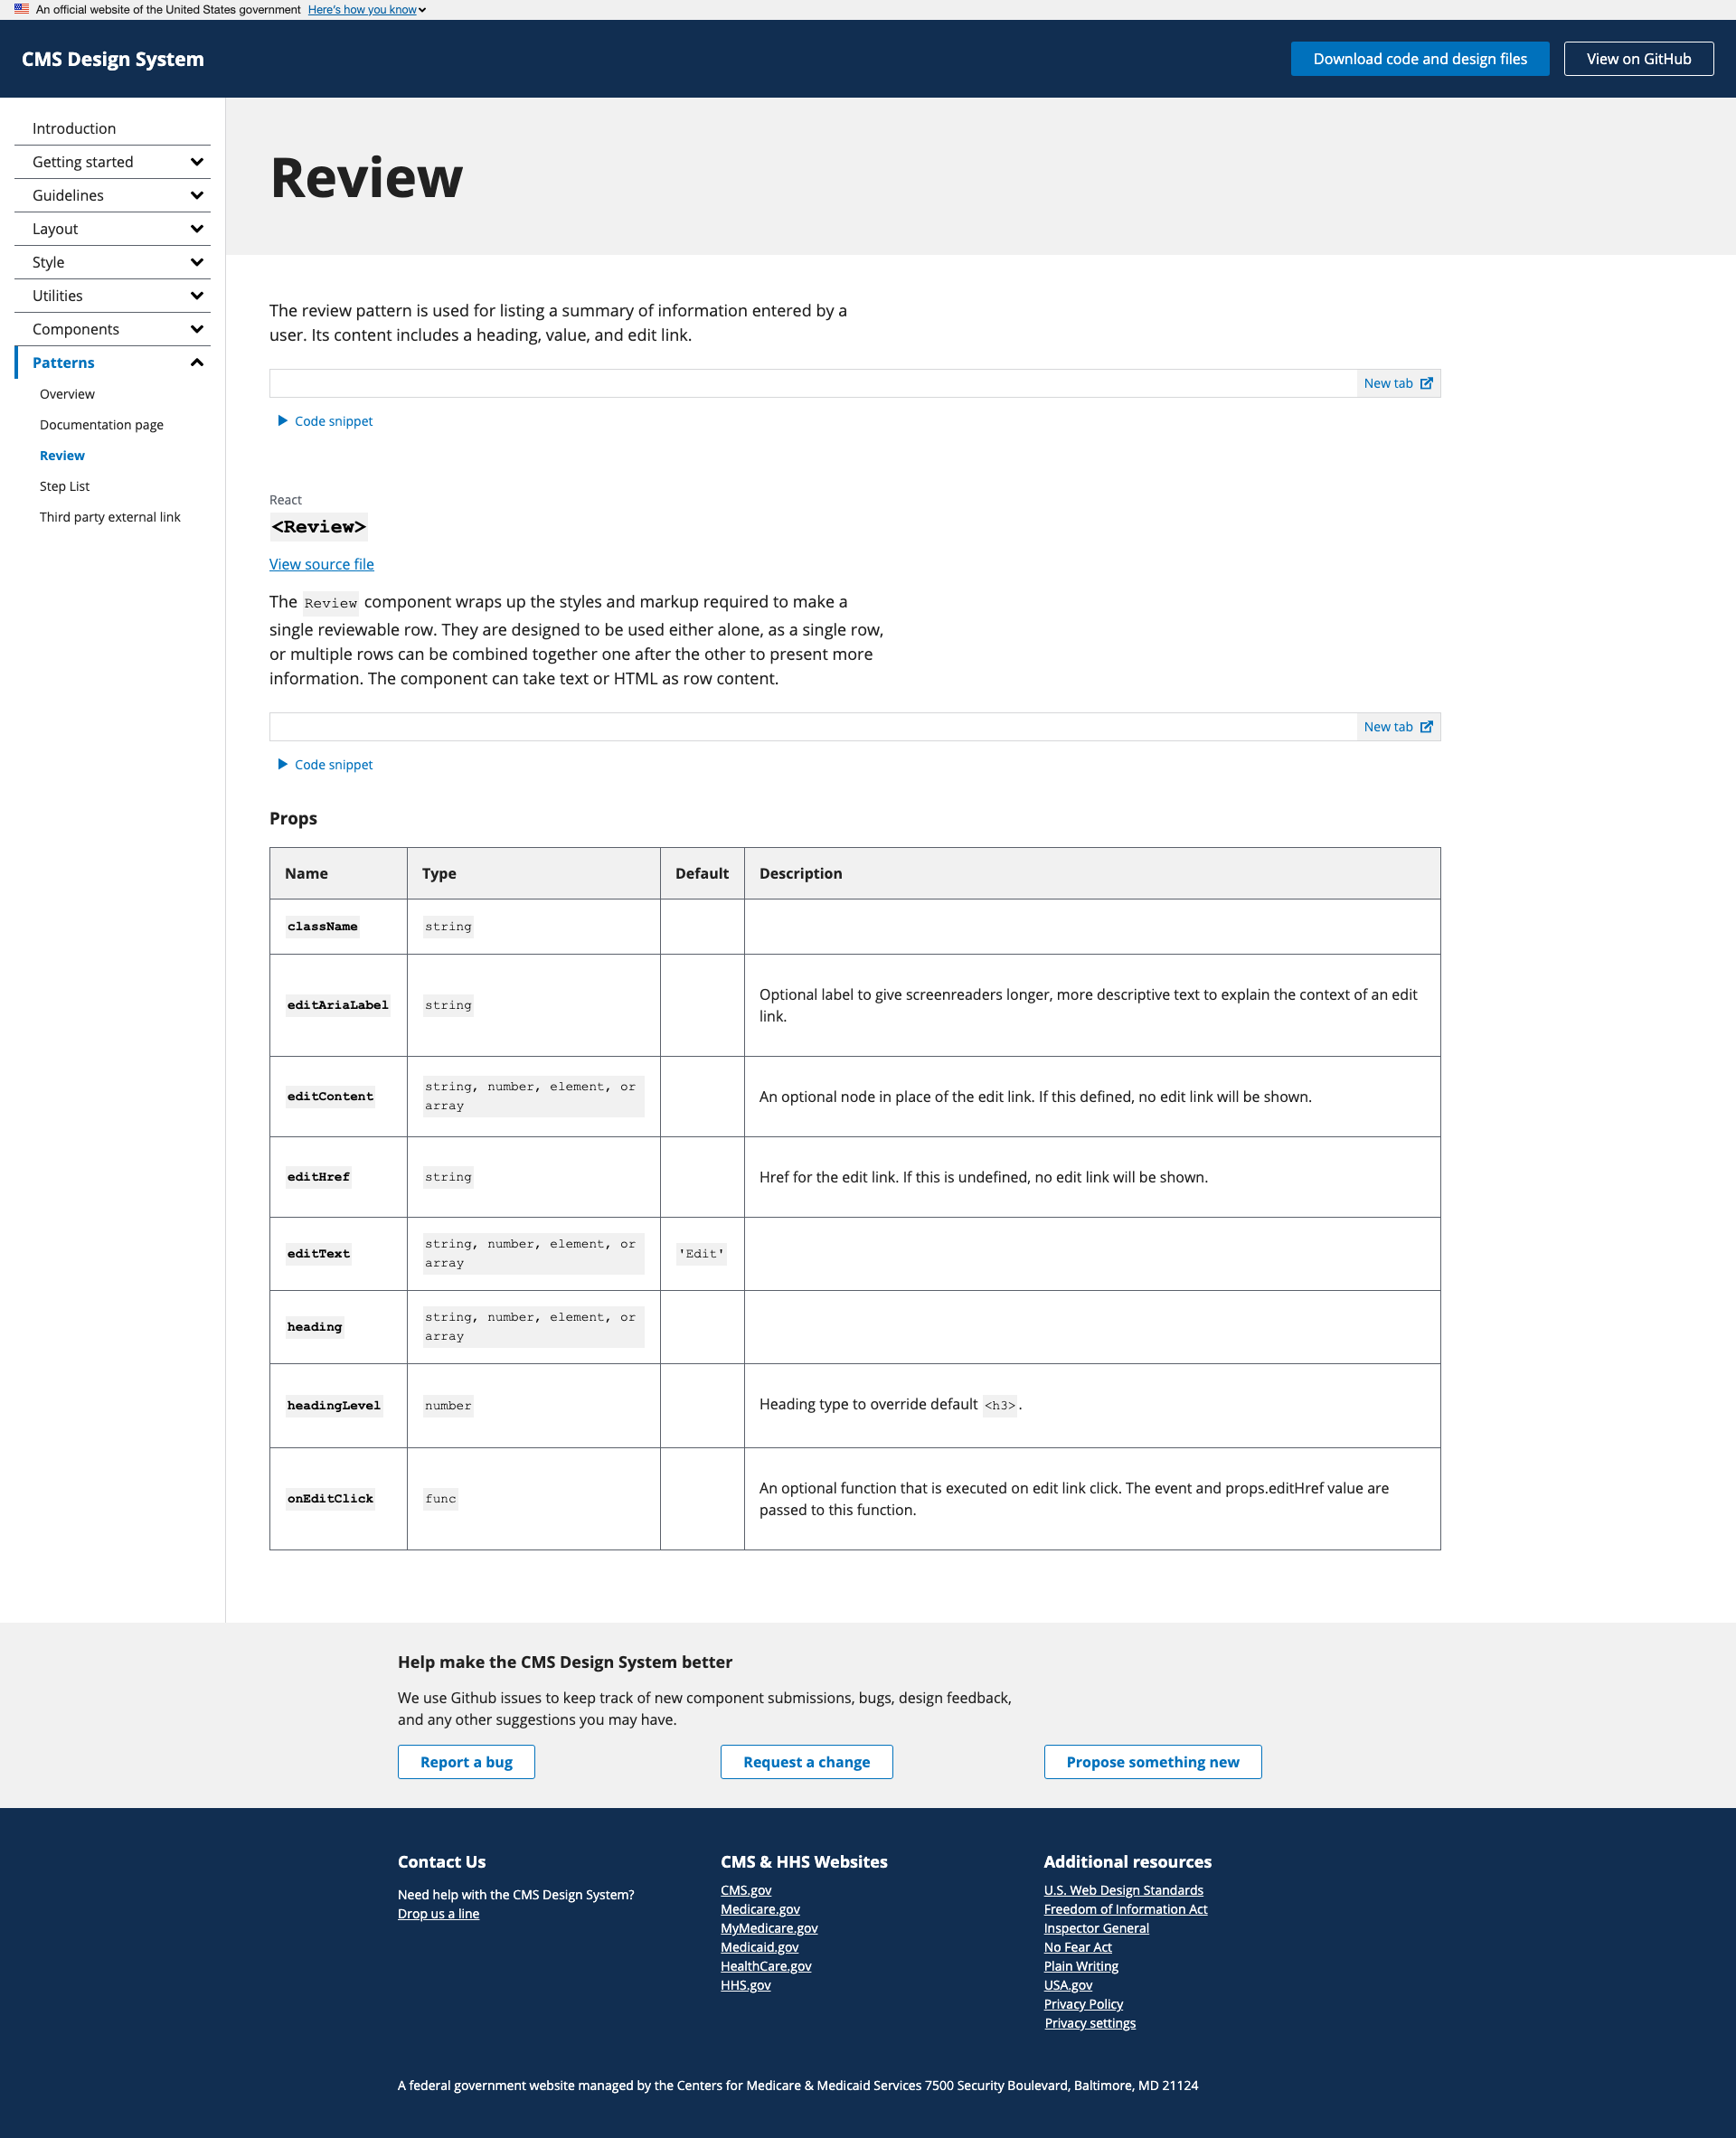 An official website of the United States government Here's how you know
CMS Design System
Download code and design files
View on GitHub
Introduction
Getting started
Guidelines
Layout
Style
Utilities
Components
Patterns
Overview
Documentation page
Review
Step List
Third party external link
Review
The review pattern is used for listing a summary of information entered by a
user. Its content includes a heading, value, and edit link.
New tab
Code snippet
React
<Review>
View source file
The Review component wraps up the styles and markup required to make a
single reviewable row. They are designed to be used either alone, as a single row,
or multiple rows can be combined together one after the other to present more
information. The component can take text or HTML as row content.
New tab
Code snippet
Props
Name Type Default Description
className string
editAriaLabel string Optional label to give screenreaders longer, more descriptive text to explain the context of an edit
link.
editContent string, number, element, or
array
An optional node in place of the edit link. If this defined, no edit link will be shown.
editHref string Href for the edit link. If this is undefined, no edit link will be shown.
editText string, number, element, or
array
'Edit'
heading string, number, element, or
array
headingLevel number Heading type to override default <h3>.
onEditClick func An optional function that is executed on edit link click. The event and props.editHref value are
passed to this function.
Help make the CMS Design System better
We use Github issues to keep track of new component submissions, bugs, design feedback,
and any other suggestions you may have.
Report a bug
Request a change
Propose something new
Contact Us
Need help with the CMS Design System?
Drop us a line
CMS & HHS Websites
CMS.gov
Medicare.gov
MyMedicare.gov
Medicaid.gov
HealthCare.gov
HHS.gov
Additional resources
U.S. Web Design Standards
Freedom of Information Act
Inspector General
No Fear Act
Plain Writing
USA.gov
Privacy Policy
Privacy settings
A federal government website managed by the Centers for Medicare & Medicaid Services 7500 Security Boulevard, Baltimore, MD 21124